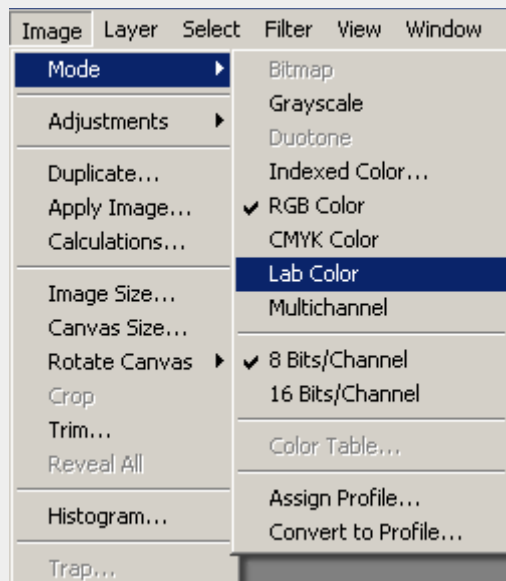 Image Layer Select Filter View Window
Mode
Adjustments
Duplicate...
Apply Image...
Calculations...
Image Size...
Canvas Size...
Rotate Canvas
Crop
Trim...
Reveal All
Histogram...
Trap...
Bitmap
Grayscale
Duotone
Indexed Color...
RGB Color
CMYK Color
Lab Color
Multichannel
8 Bits/Channel
16 Bits/Channel
Color Table...
Assign Profile...
Convert to Profile...